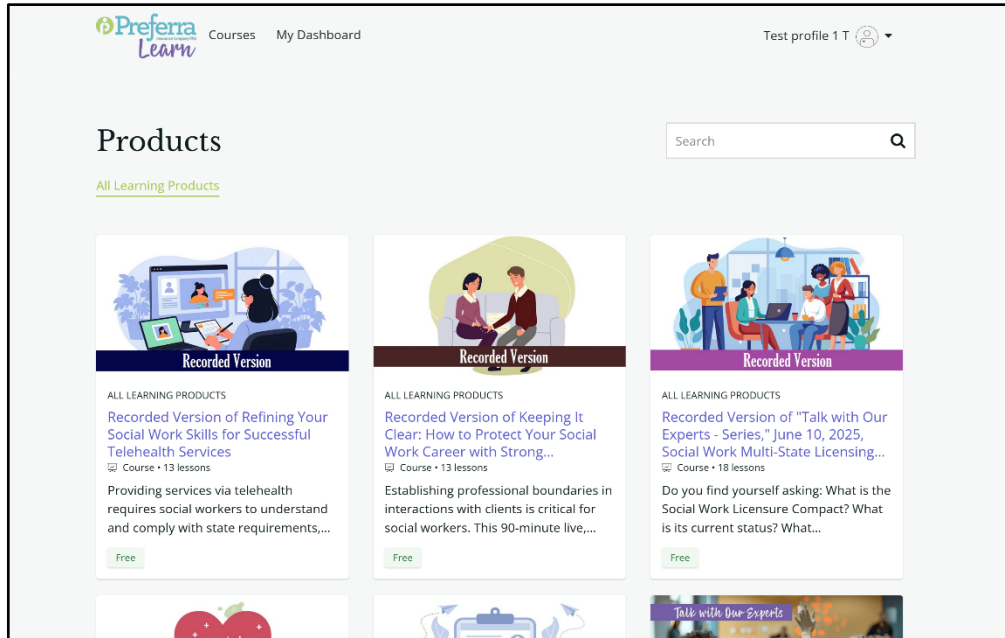 Preferra
Learn
Courses
My Dashboard
Test profile 1 T
Products
Search
All Learning Products
Recorded Version
ALL LEARNING PRODUCTS
Recorded Version of Refining Your
Social Work Skills for Successful
Telehealth Services
Course • 13 lessons
Providing services via telehealth
requires social workers to understand
and comply with state requirements,...
Free
Recorded Version
ALL LEARNING PRODUCTS
Recorded Version of Keeping It
Clear: How to Protect Your Social
Work Career with Strong...
Course • 13 lessons
Establishing professional boundaries in
interactions with clients is critical for
social workers. This 90-minute live,...
Free
Recorded Version
ALL LEARNING PRODUCTS
Recorded Version of "Talk with Our
Experts - Series," June 10, 2025,
Social Work Multi-State Licensing...
Course • 18 lessons
Do you find yourself asking: What is the
Social Work Licensure Compact? What
is its current status? What...
Free
Talk with Our Experts